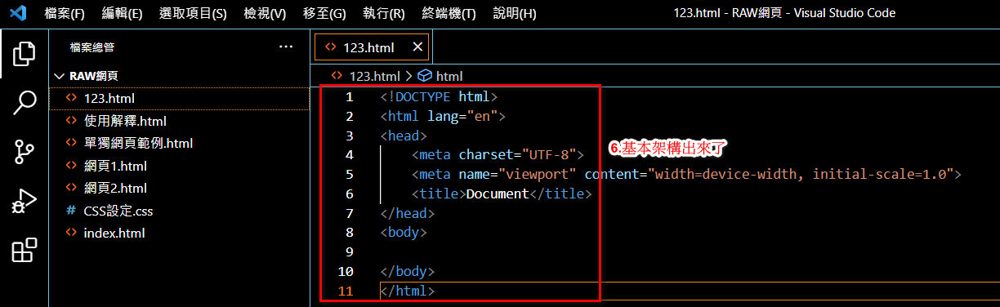 檔案(F) 編輯(E) 選取項目(S) 檢視(V) 移至(G) 執行(R) 終端機(T) 說明(H) 123.html - RAW網頁 - Visual Studio Code
檔案總管 ...
RAW網頁
123.html
使用解釋.html
單獨網頁範例.html
網頁1.html
網頁2.html
# CSS設定.css
index.html
123.html ×
123.html > html
1 <!DOCTYPE html>
2 <html lang="en">
3 <head>
4 <meta charset="UTF-8">
5 <meta name="viewport" content="width=device-width, initial-scale=1.0">
6 <title>Document</title>
7 </head>
8 <body>
9
10 </body>
11 </html>
6.基本架構出來了